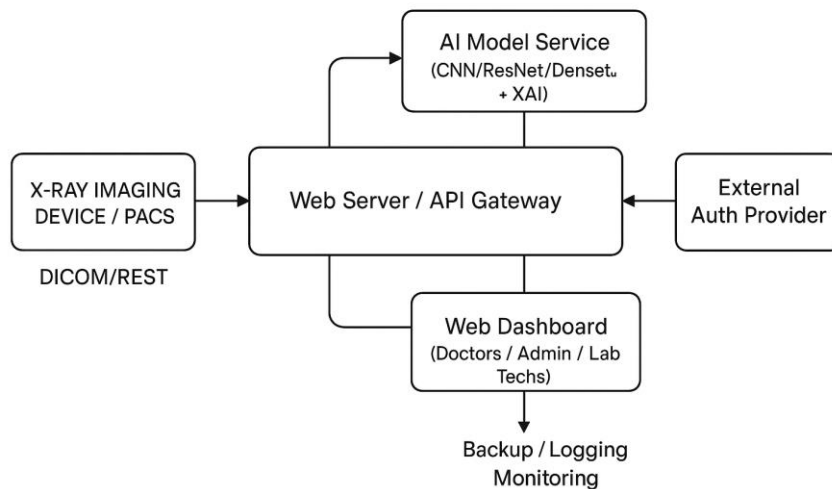 AI Model Service
(CNN/ResNet/
+ XAI)
X-RAY IMAGING
DEVICE / PACS
DICOM/REST
Web Server / API Gateway
External
Auth Provider
Web Dashboard
(Doctors / Admin / Lab
Techs)
Backup / Logging
Monitoring